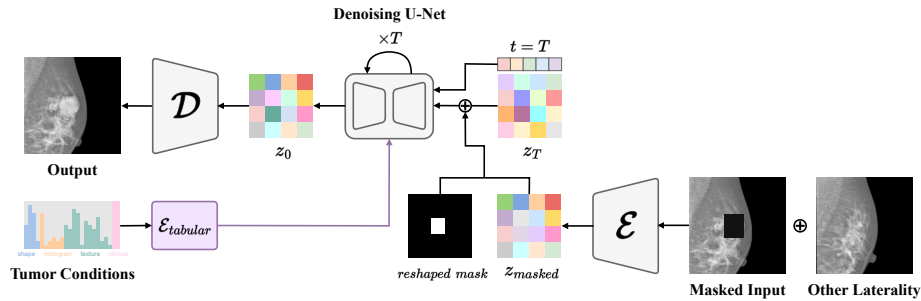 Denoising U-Net
×T
t = T
𝒟
z₀
z_T
Output
ℰ_tabular
shape histogram texture clinical
Tumor Conditions
reshaped mask
z_masked
ℰ
Masked Input
Other Laterality